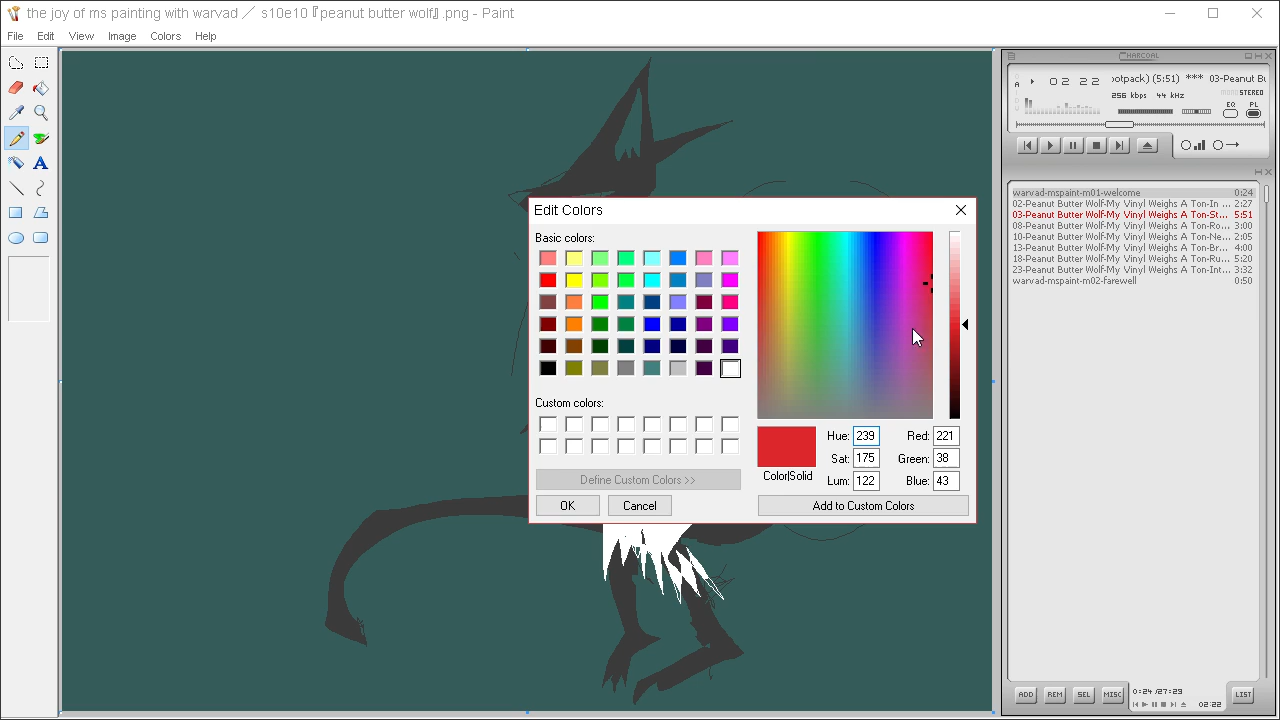 the joy of ms painting with warvad ／ s10e10『peanut butter wolf』.png - Paint
File Edit View Image Colors Help
CHARCOAL
02 22
ootpack) (5:51) *** 03-Peanut Bu
256 kbps 44 kHz
MONO STEREO
EQ PL
warvad-mspaint-m01-welcome 0:24
02-Peanut Butter Wolf-My Vinyl Weighs A Ton-In ... 2:27
03-Peanut Butter Wolf-My Vinyl Weighs A Ton-St... 5:51
08-Peanut Butter Wolf-My Vinyl Weighs A Ton-Ro... 3:09
10-Peanut Butter Wolf-My Vinyl Weighs A Ton-Ne... 2:05
13-Peanut Butter Wolf-My Vinyl Weighs A Ton-Br... 4:00
18-Peanut Butter Wolf-My Vinyl Weighs A Ton-Ru... 3:20
23-Peanut Butter Wolf-My Vinyl Weighs A Ton-Int... 3:52
warvad-mspaint-m02-farewell 0:50
Edit Colors
Basic colors:
Custom colors:
Define Custom Colors >>
OK
Cancel
Color|Solid
Hue: 239
Sat: 175
Lum: 122
Red: 221
Green: 38
Blue: 43
Add to Custom Colors
ADD REM SEL MISC
0:24/27:29
02:22
LIST